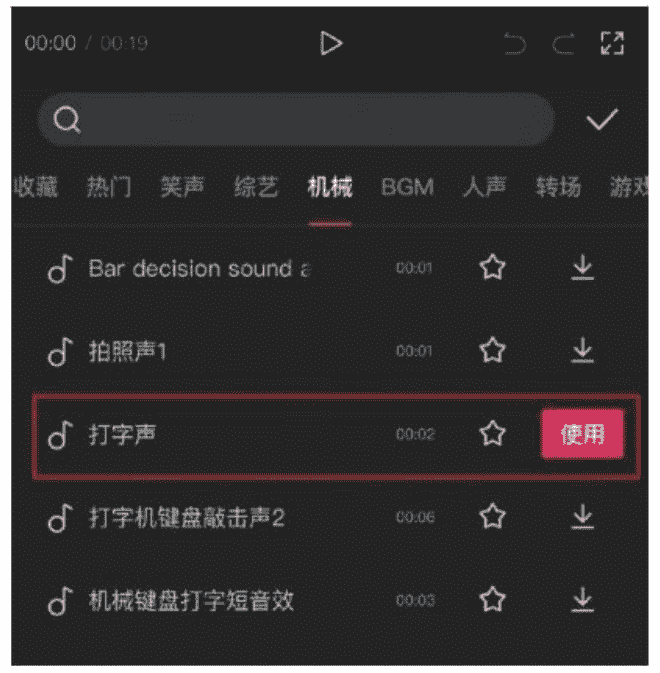 00:00 / 00:19
收藏 热门 笑声 综艺 机械 BGM 人声 转场 游戏
Bar decision sound a 00:01
拍照声1 00:01
打字声 00:02 使用
打字机键盘敲击声2 00:06
机械键盘打字短音效 00:03